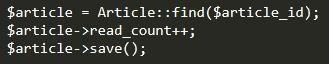 $article = Article::find($article_id);
$article->read_count++;
$article->save();